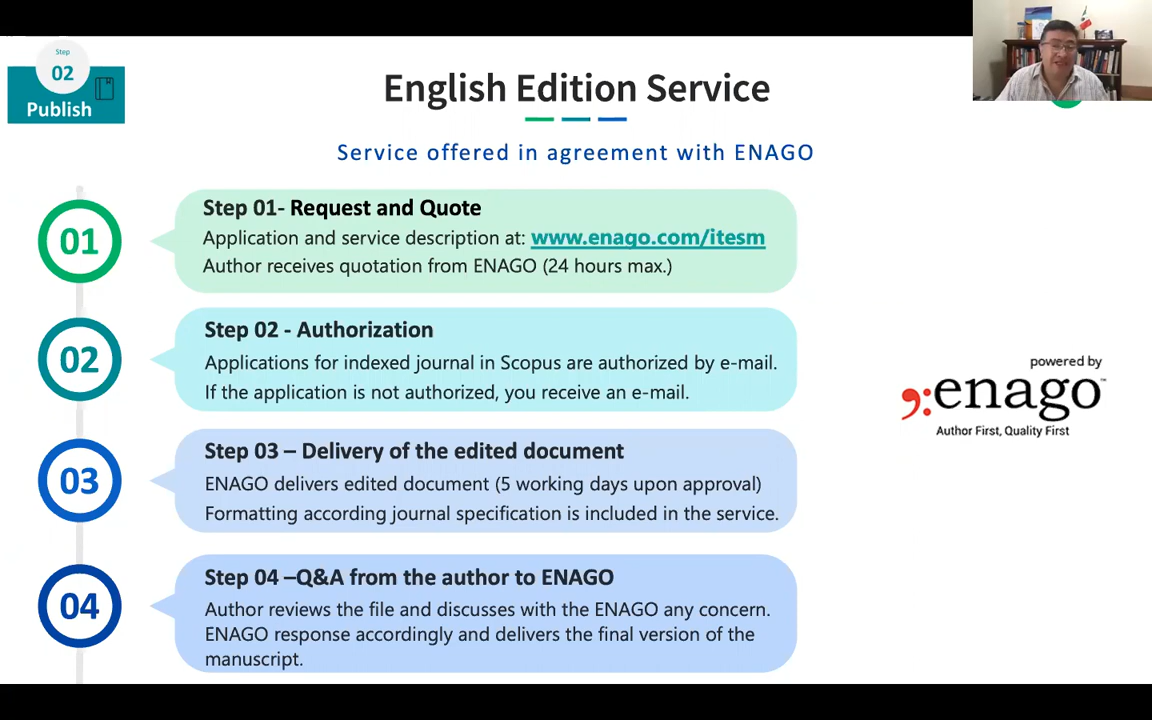 Step
02
Publish
English Edition Service
Service offered in agreement with ENAGO
01
Step 01- Request and Quote
Application and service description at: www.enago.com/itesm
Author receives quotation from ENAGO (24 hours max.)
02
Step 02 - Authorization
Applications for indexed journal in Scopus are authorized by e-mail.
If the application is not authorized, you receive an e-mail.
03
Step 03 – Delivery of the edited document
ENAGO delivers edited document (5 working days upon approval)
Formatting according journal specification is included in the service.
04
Step 04 –Q&A from the author to ENAGO
Author reviews the file and discusses with the ENAGO any concern.
ENAGO response accordingly and delivers the final version of the
manuscript.
powered by
enago™
Author First, Quality First